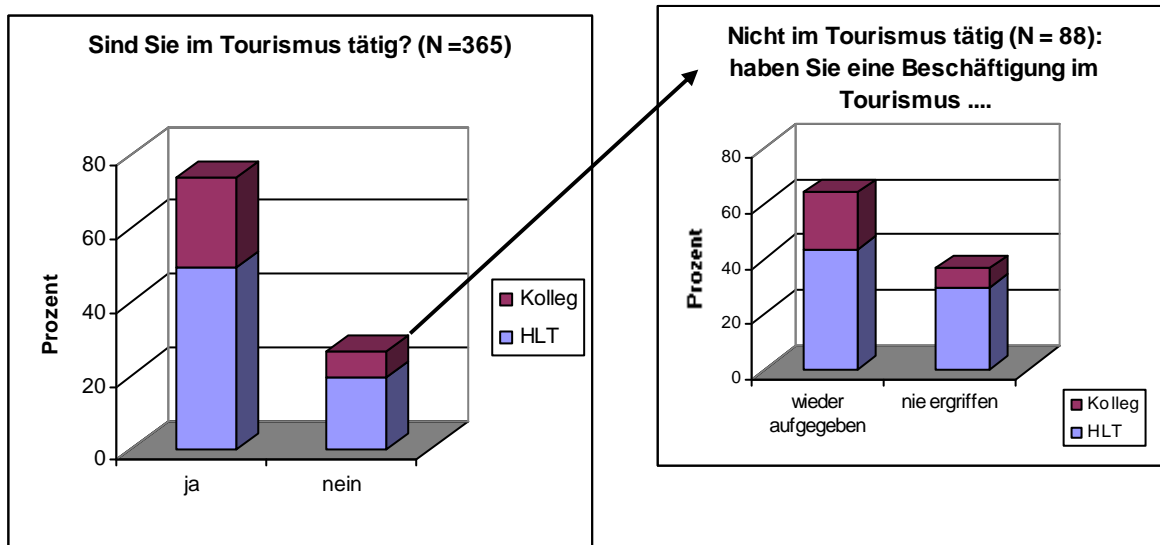 Sind Sie im Tourismus tätig? (N =365)
Prozent
80
60
40
20
0
ja
nein
Kolleg
HLT
Nicht im Tourismus tätig (N = 88):
haben Sie eine Beschäftigung im
Tourismus ....
Prozent
80
60
40
20
0
wieder
aufgegeben
nie ergriffen
Kolleg
HLT